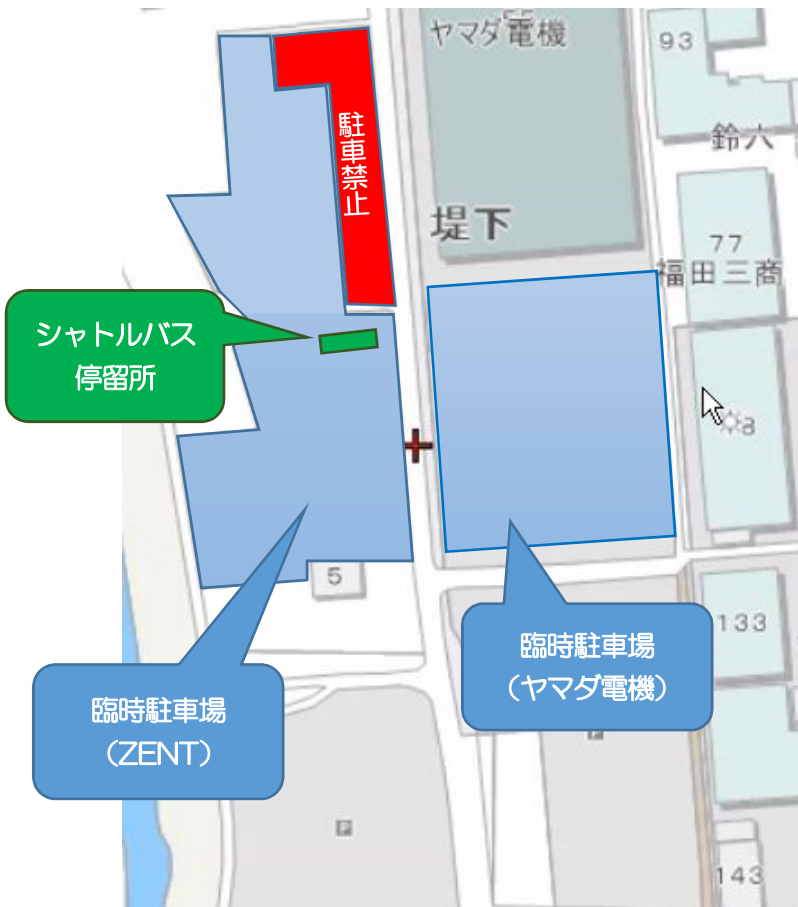 ヤマダ電機
93
鈴六
駐車禁止
堤下
77
福田三商
シャトルバス
停留所
5
臨時駐車場
（ヤマダ電機）
133
臨時駐車場
（ZENT）
P
143